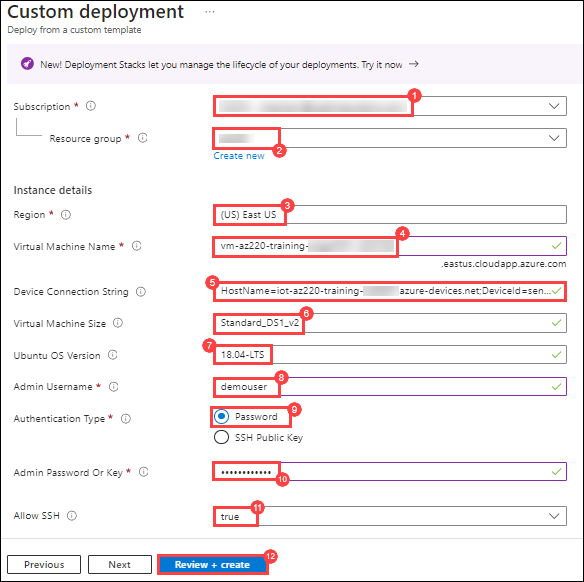 Custom deployment ...
Deploy from a custom template
New! Deployment Stacks let you manage the lifecycle of your deployments. Try it now →
Subscription *
1
Resource group *
2
Create new
Instance details
Region *
(US) East US
3
Virtual Machine Name *
vm-az220-training-
4
.eastus.cloudapp.azure.com
Device Connection String
5
HostName=iot-az220-training- azure-devices.net;DeviceId=sen...
Virtual Machine Size
Standard_DS1_v2
6
Ubuntu OS Version
7
18.04-LTS
Admin Username *
demouser
8
Authentication Type *
Password
9
SSH Public Key
Admin Password Or Key *
••••••••••••
10
Allow SSH
true
11
Previous
Next
Review + create
12